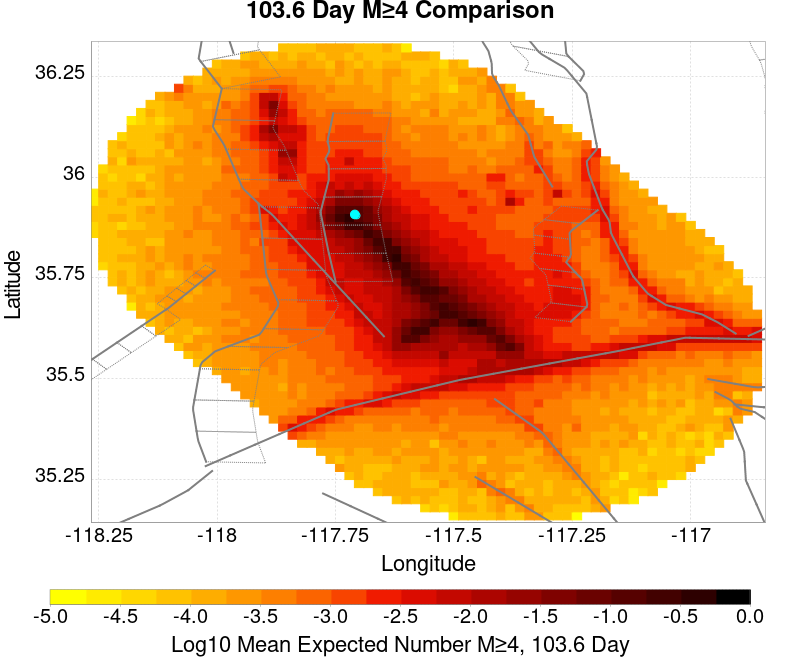 103.6 Day M≥4 Comparison
36.25
36
35.75
35.5
35.25
Latitude
-118.25 -118 -117.75 -117.5 -117.25 -117
Longitude
-5.0 -4.5 -4.0 -3.5 -3.0 -2.5 -2.0 -1.5 -1.0 -0.5 0.0
Log10 Mean Expected Number M≥4, 103.6 Day